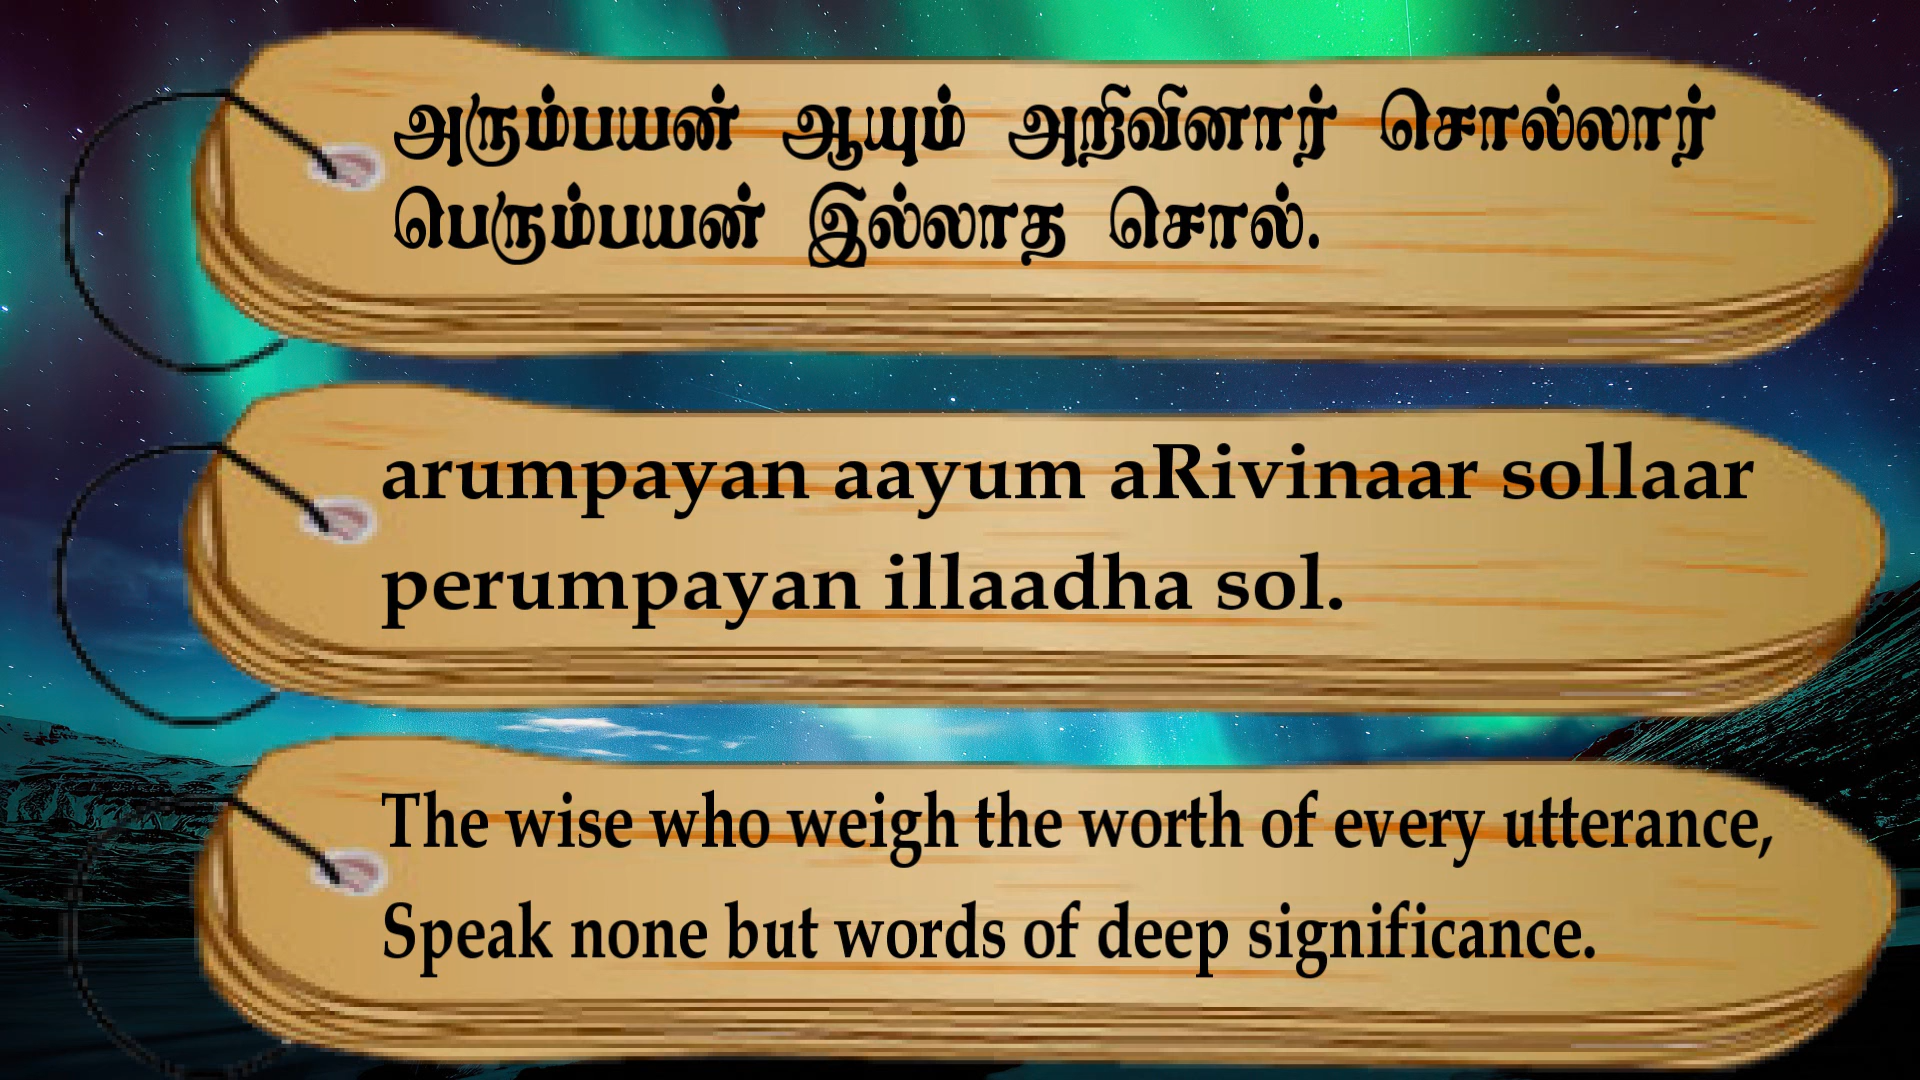 அரும்பயன் ஆயும் அறிவினார் சொல்லார்
பெரும்பயன் இல்லாத சொல்.
arumpayan aayum aRivinaar sollaar
perumpayan illaadha sol.
The wise who weigh the worth of every utterance,
Speak none but words of deep significance.